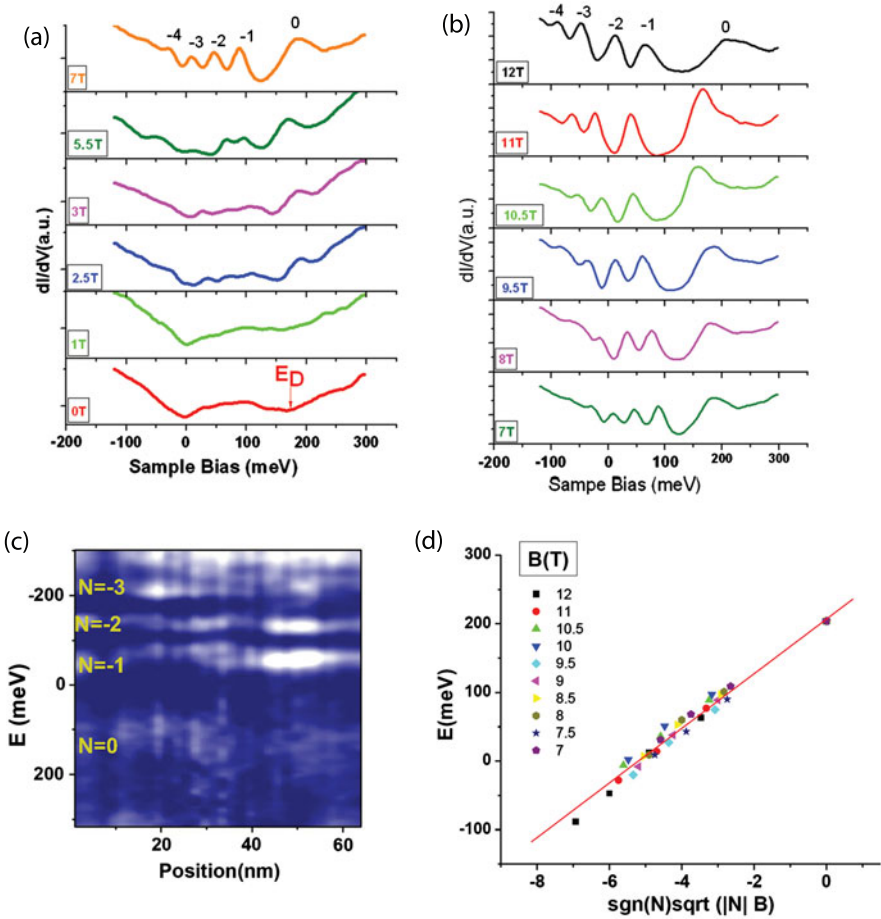 (a)
-4 -3 -2 -1 0
7T
5.5T
3T
2.5T
1T
E_D
0T
dI/dV(a.u.)
-200 -100 0 100 200 300
Sample Bias (meV)
(b)
-4 -3 -2 -1 0
12T
11T
10.5T
9.5T
8T
7T
dI/dV(a.u.)
-200 -100 0 100 200 300
Sampe Bias (meV)
(c)
N=-3
N=-2
N=-1
N=0
-200
0
200
E (meV)
0 20 40 60
Position(nm)
(d)
B(T)
12
11
10.5
10
9.5
9
8.5
8
7.5
7
300
200
100
0
-100
E(meV)
-8 -6 -4 -2 0
sgn(N)sqrt (|N| B)